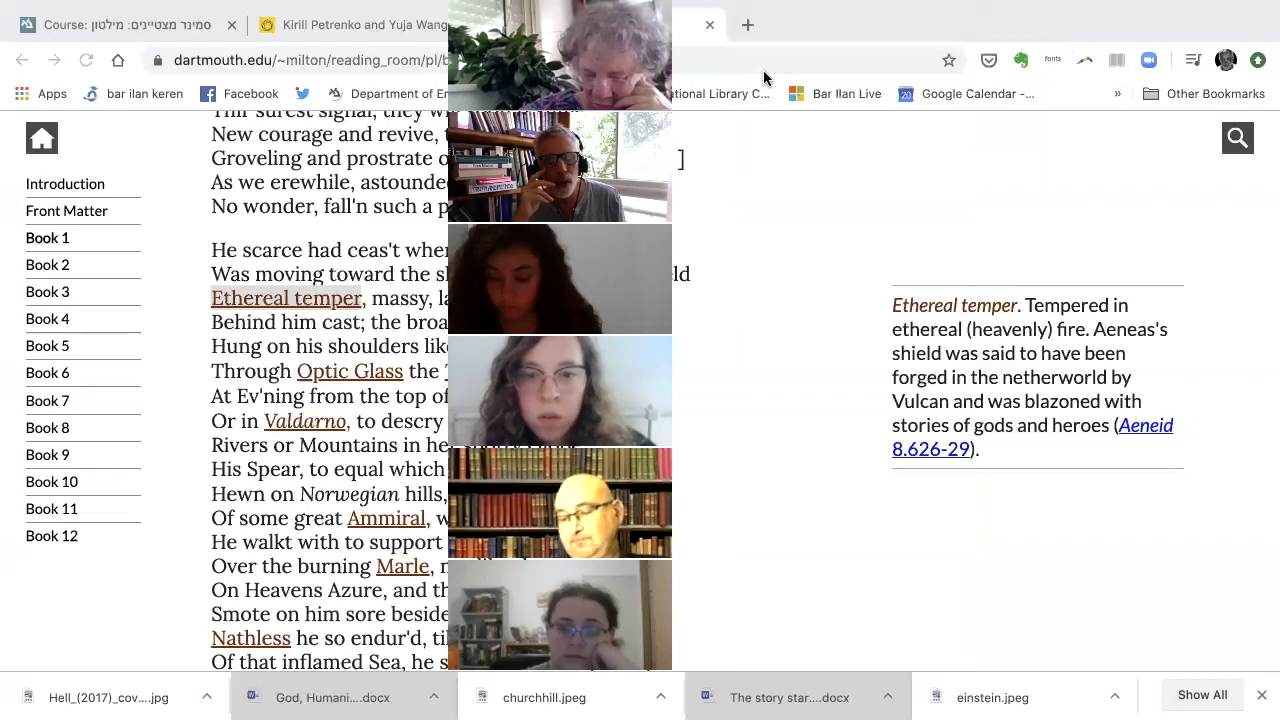 Course: סמינר מצטיינים: מילטון
Kirill Petrenko and Yuja Wang
dartmouth.edu/~milton/reading_room/pl/b
fonts
Apps
bar ilan keren
Facebook
Department of En
ational Library C...
Bar Ilan Live
Google Calendar -...
»
Other Bookmarks
Introduction
Front Matter
Book 1
Book 2
Book 3
Book 4
Book 5
Book 6
Book 7
Book 8
Book 9
Book 10
Book 11
Book 12
Thir surest signal, they wi
New courage and revive, t
Groveling and prostrate o
]
As we erewhile, astounde
No wonder, fall'n such a p
He scarce had ceas't when
Was moving toward the sh
ld
Ethereal temper, massy, la
Behind him cast; the broa
Hung on his shoulders like
Through Optic Glass the
At Ev'ning from the top of
Or in Valdarno, to descry
Rivers or Mountains in he
His Spear, to equal which
Hewn on Norwegian hills,
Of some great Ammiral, w
He walkt with to support
Over the burning Marle, n
On Heavens Azure, and th
Smote on him sore beside
Nathless he so endur'd, til
Of that inflamed Sea, he s
Ethereal temper. Tempered in
ethereal (heavenly) fire. Aeneas's
shield was said to have been
forged in the netherworld by
Vulcan and was blazoned with
stories of gods and heroes (Aeneid
8.626-29).
Hell_(2017)_cov....jpg
God, Humani....docx
churchhill.jpeg
The story star....docx
einstein.jpeg
Show All